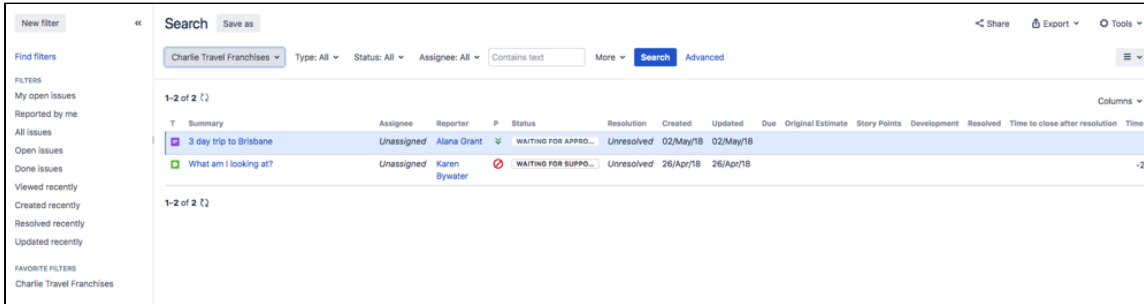 New filter
Find filters
FILTERS
My open issues
Reported by me
All issues
Open issues
Done issues
Viewed recently
Created recently
Resolved recently
Updated recently
FAVORITE FILTERS
Charlie Travel Franchises
Search Save as Share Export Tools
Charlie Travel Franchises Type: All Status: All Assignee: All Contains text More Search Advanced
1–2 of 2
Columns
T Summary Assignee Reporter P Status Resolution Created Updated Due Original Estimate Story Points Development Resolved Time to close after resolution Time
3 day trip to Brisbane Unassigned Alana Grant WAITING FOR APPRO... Unresolved 02/May/18 02/May/18
What am I looking at? Unassigned Karen Bywater WAITING FOR SUPPO... Unresolved 26/Apr/18 26/Apr/18 -2
1–2 of 2